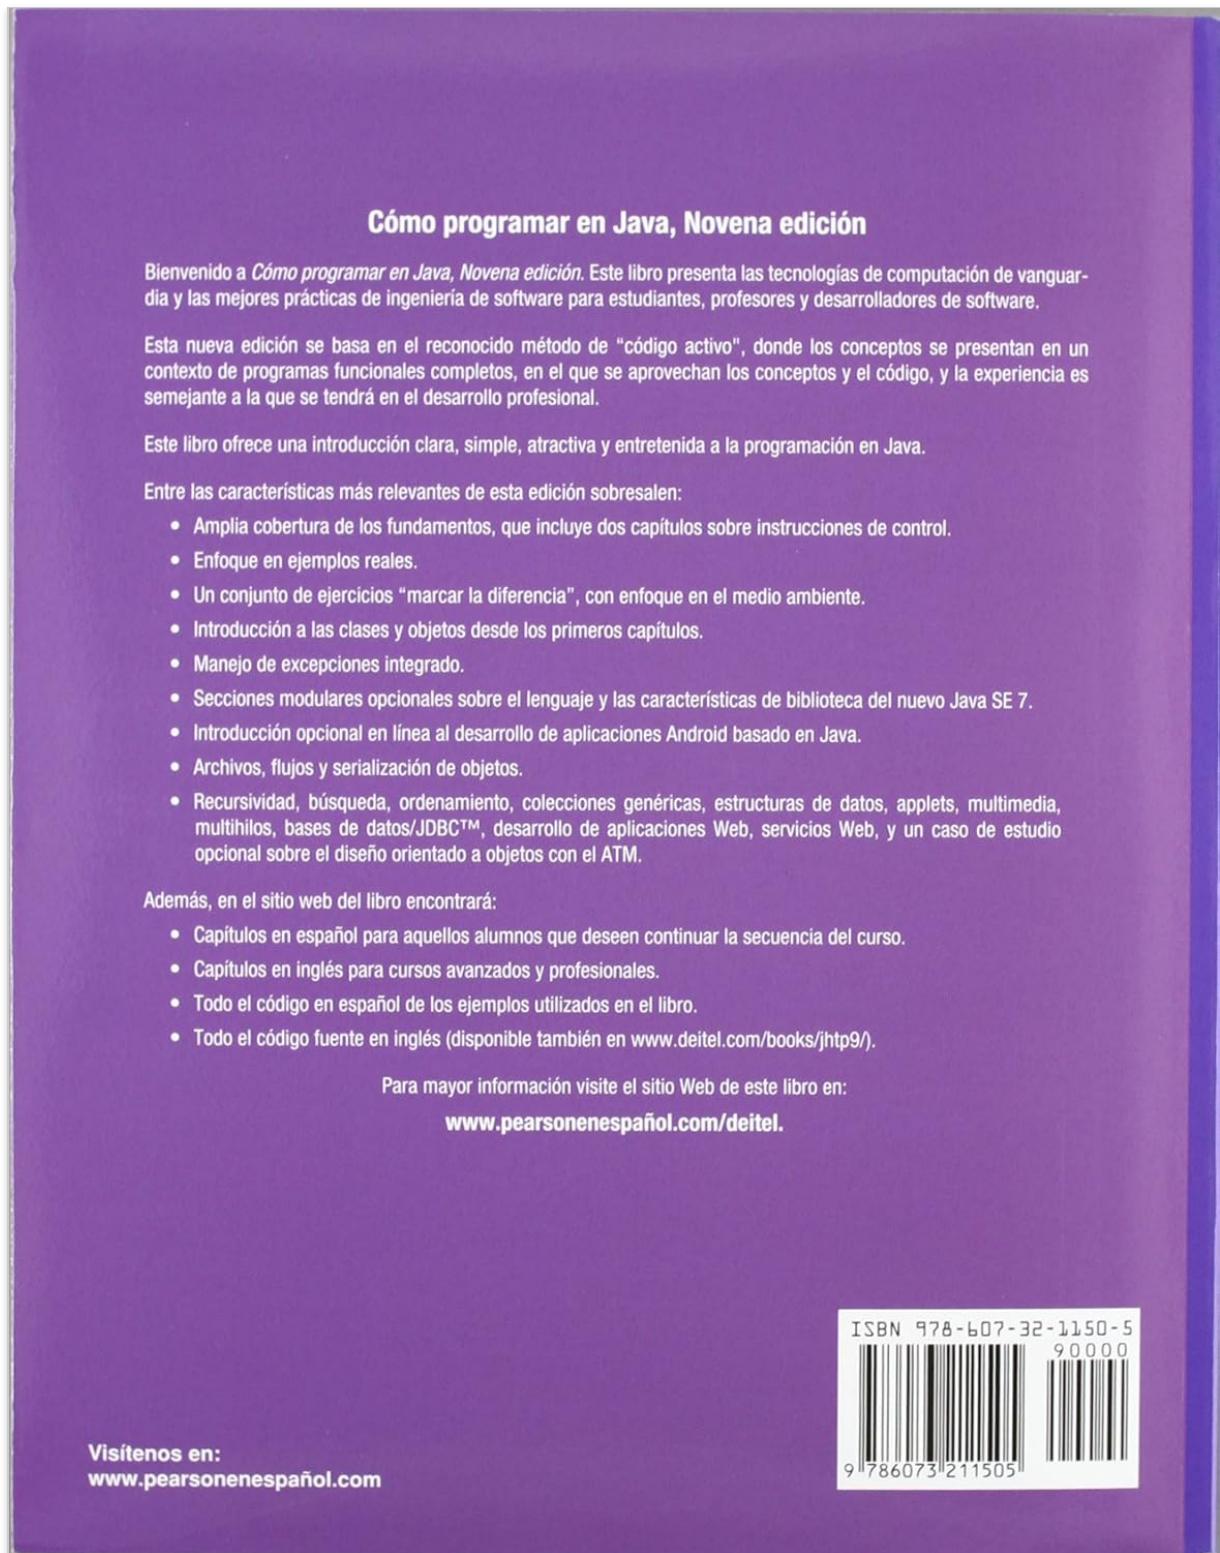 Cómo programar en Java, Novena edición
Bienvenido a Cómo programar en Java, Novena edición. Este libro presenta las tecnologías de computación de vanguar-
dia y las mejores prácticas de ingeniería de software para estudiantes, profesores y desarrolladores de software.
Esta nueva edición se basa en el reconocido método de “código activo", donde los conceptos se presentan en un
contexto de programas funcionales completos, en el que se aprovechan los conceptos y el código, y la experiencia es
semejante a la que se tendrá en el desarrollo profesional.
Este libro ofrece una introducción clara, simple, atractiva y entretenida a la programación en Java.
Entre las características más relevantes de esta edición sobresalen:
• Amplia cobertura de los fundamentos, que incluye dos capítulos sobre instrucciones de control.
• Enfoque en ejemplos reales.
• Un conjunto de ejercicios “marcar la diferencia”, con enfoque en el medio ambiente.
• Introducción a las clases y objetos desde los primeros capítulos.
• Manejo de excepciones integrado.
• Secciones modulares opcionales sobre el lenguaje y las características de biblioteca del nuevo Java SE 7.
• Introducción opcional en línea al desarrollo de aplicaciones Android basado en Java.
• Archivos, flujos y serialización de objetos.
• Recursividad, búsqueda, ordenamiento, colecciones genéricas, estructuras de datos, applets, multimedia,
multihilos, bases de datos/JDBC™, desarrollo de aplicaciones Web, servicios Web, y un caso de estudio
opcional sobre el diseño orientado a objetos con el ATM.
Además, en el sitio web del libro encontrará:
• Capítulos en español para aquellos alumnos que deseen continuar la secuencia del curso.
• Capítulos en inglés para cursos avanzados y profesionales.
• Todo el código en español de los ejemplos utilizados en el libro.
• Todo el código fuente en inglés (disponible también en www.deitel.com/books/jhtp9/).
Para mayor información visite el sitio Web de este libro en:
www.pearsonenespañol.com/deitel.
ISBN 978-607-32-1150-5
90000
9 786073 211505
Visítenos en:
www.pearsonenespañol.com